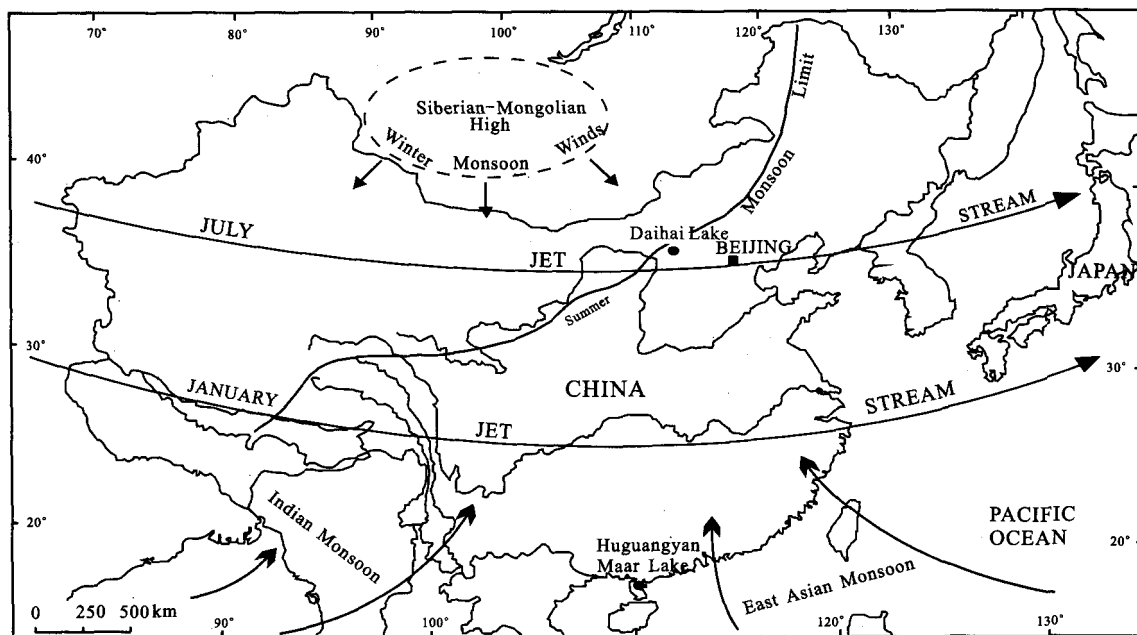 70°
80°
90°
100°
110°
120°
130°
Siberian-Mongolian
High
Winter
Monsoon
Winds
Limit
Monsoon
Summer
40°
40°
JULY
JET
STREAM
Daihai Lake
BEIJING
JAPAN
30°
30°
JANUARY
JET
STREAM
CHINA
20°
20°
Indian Monsoon
Huguangyan
Maar Lake
East Asian Monsoon
PACIFIC
OCEAN
0 250 500km
90°
100°
120°
130°